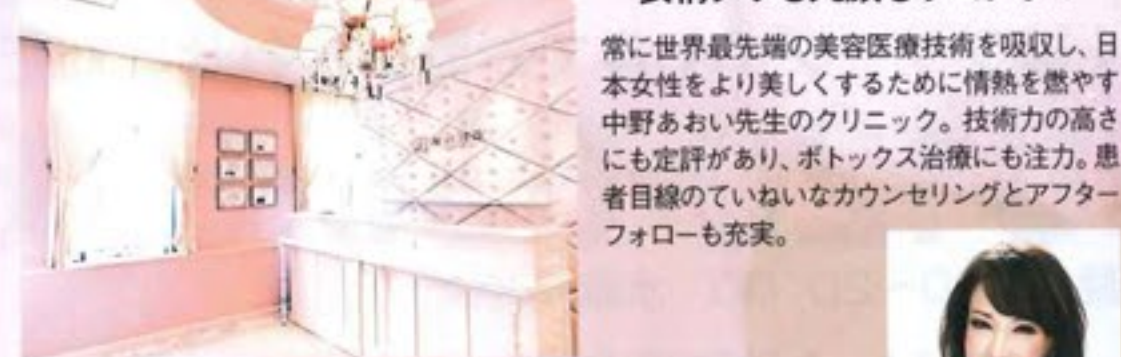 常に世界最先端の美容医療技術を吸収し、日
本女性をより美しくするために情熱を燃やす
中野あおい先生のクリニック。技術力の高さ
にも定評があり、ボトックス治療にも注力。患
者目線のていねいなカウンセリングとアフター
フォローも充実。